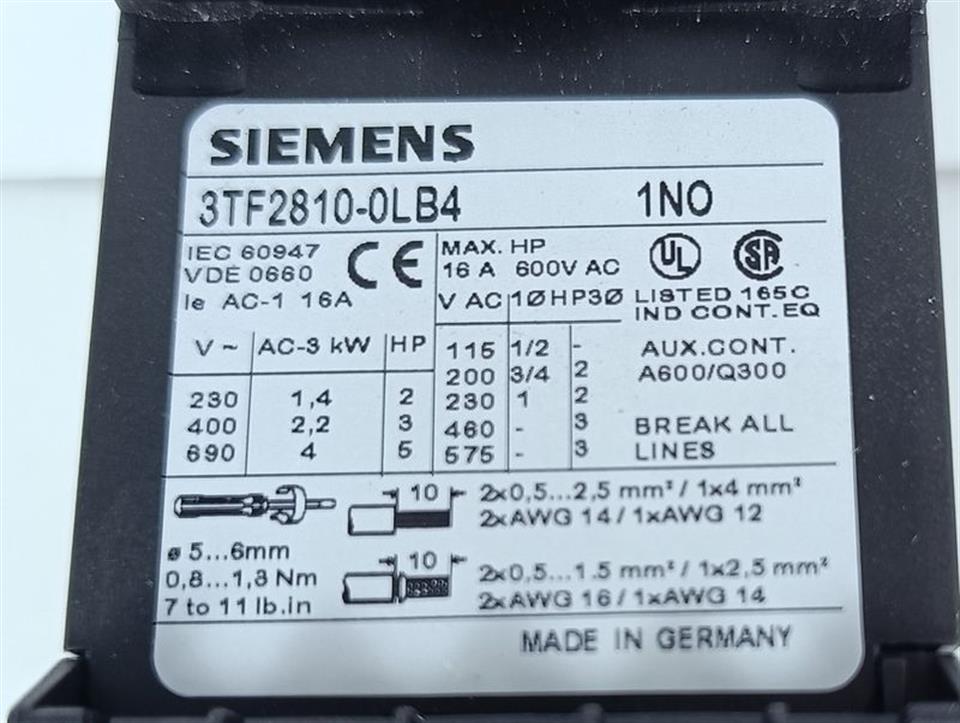 SIEMENS
3TF2810-0LB4 1NO
IEC 60947
VDE 0660
CE
Ie AC-1 16A
V ~ AC-3 kW HP
230 1,4 2
400 2,2 3
690 4 5
MAX. HP
16 A 600V AC
V AC 1Ø HP 3Ø
115 1/2 -
200 3/4 2
230 1 2
460 - 3
575 - 3
UL SA
LISTED 165C
IND CONT.EQ
AUX.CONT.
A600/Q300
BREAK ALL
LINES
ø 5...6mm
0,8...1,3 Nm
7 to 11 lb.in
10 2x0,5...2,5 mm² / 1x4 mm²
2xAWG 14 / 1xAWG 12
10 2x0,5...1.5 mm² / 1x2,5 mm²
2xAWG 16 / 1xAWG 14
MADE IN GERMANY